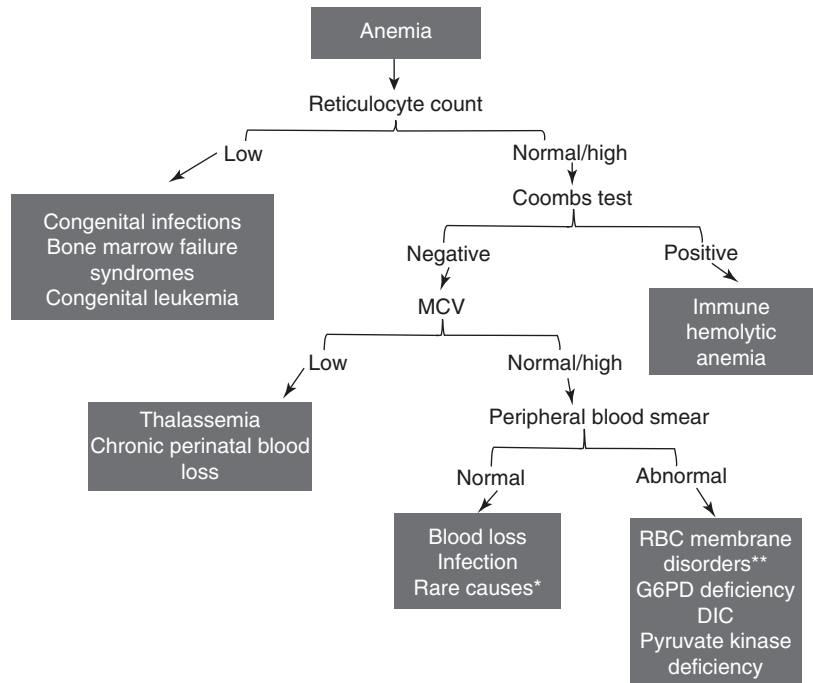 Anemia
Reticulocyte count
Low
Normal/high
Congenital infections
Bone marrow failure
syndromes
Congenital leukemia
Coombs test
Negative
Positive
MCV
Immune
hemolytic
anemia
Low
Normal/high
Thalassemia
Chronic perinatal blood
loss
Peripheral blood smear
Normal
Abnormal
Blood loss
Infection
Rare causes*
RBC membrane
disorders**
G6PD deficiency
DIC
Pyruvate kinase
deficiency